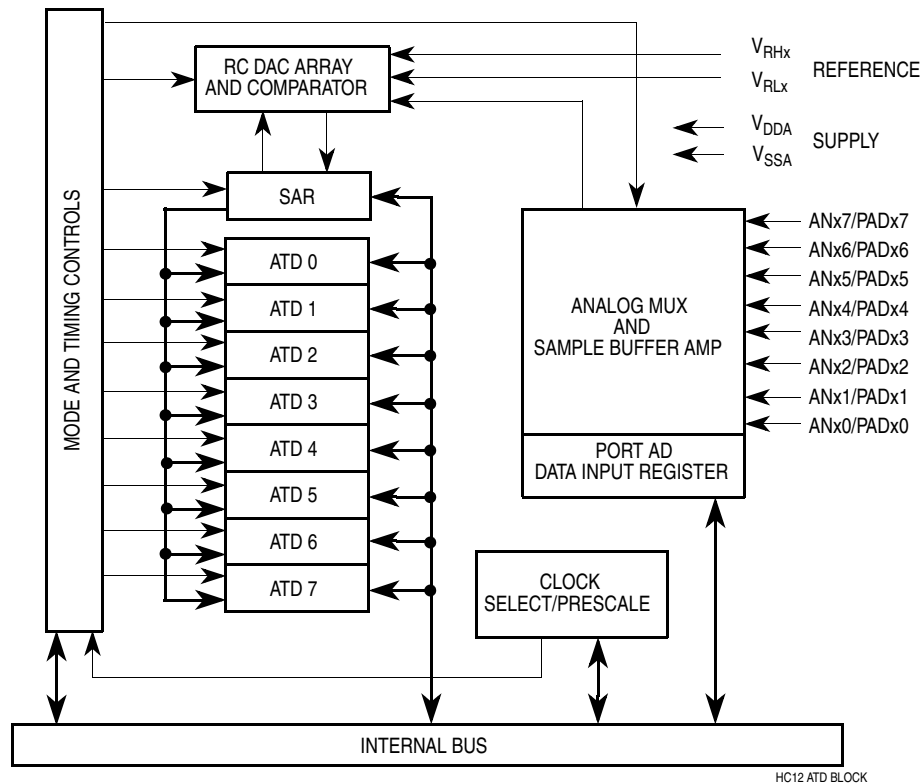 RC DAC ARRAY
AND COMPARATOR
VRHx
VRLx
REFERENCE
VDDA
VSSA
SUPPLY
MODE AND TIMING CONTROLS
SAR
ATD 0
ATD 1
ATD 2
ATD 3
ATD 4
ATD 5
ATD 6
ATD 7
ANALOG MUX
AND
SAMPLE BUFFER AMP
PORT AD
DATA INPUT REGISTER
ANx7/PADx7
ANx6/PADx6
ANx5/PADx5
ANx4/PADx4
ANx3/PADx3
ANx2/PADx2
ANx1/PADx1
ANx0/PADx0
CLOCK
SELECT/PRESCALE
INTERNAL BUS
HC12 ATD BLOCK